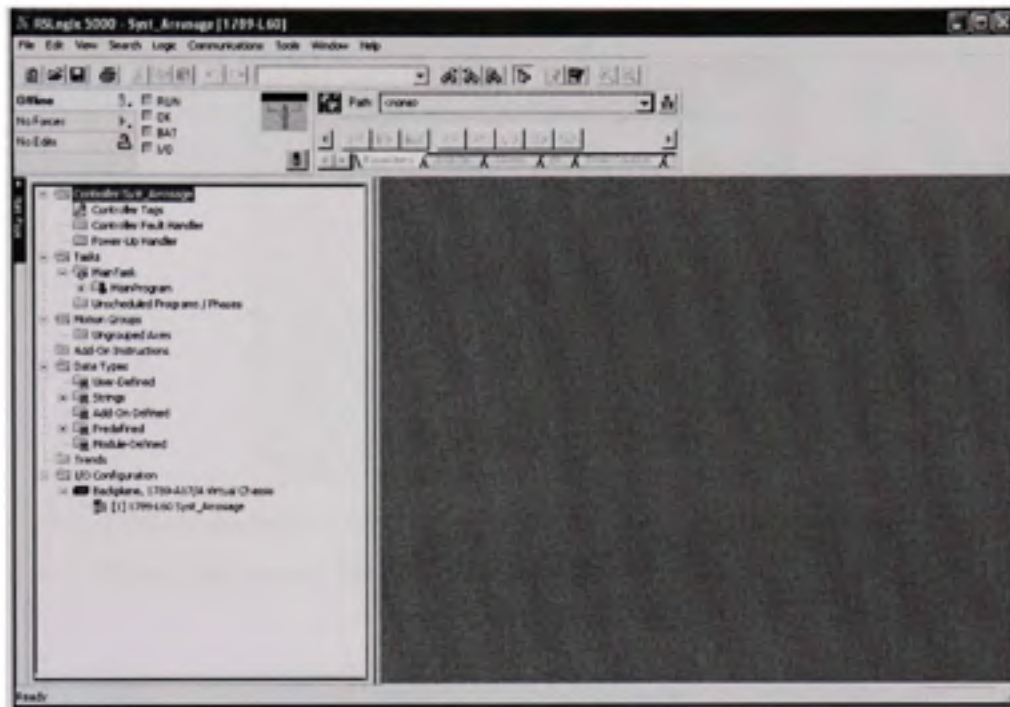 RSLogix 5000 - Syst_Arrosage [1789-L60]
File Edit View Search Logic Communications Tools Window Help
Offline
RUN
No Forces
OK
No Edits
BAT
I/O
Path: <none>
Controller Syst_Arrosage
Controller Tags
Controller Fault Handler
Power-Up Handler
Tasks
MainTask
MainProgram
Unscheduled Programs / Phases
Motion Groups
Ungrouped Axes
Add-On Instructions
Data Types
User-Defined
Strings
Add-On-Defined
Predefined
Module-Defined
Trends
I/O Configuration
Backplane, 1789-A17/A Virtual Chassis
[1] 1789-L60 Syst_Arrosage
Ready